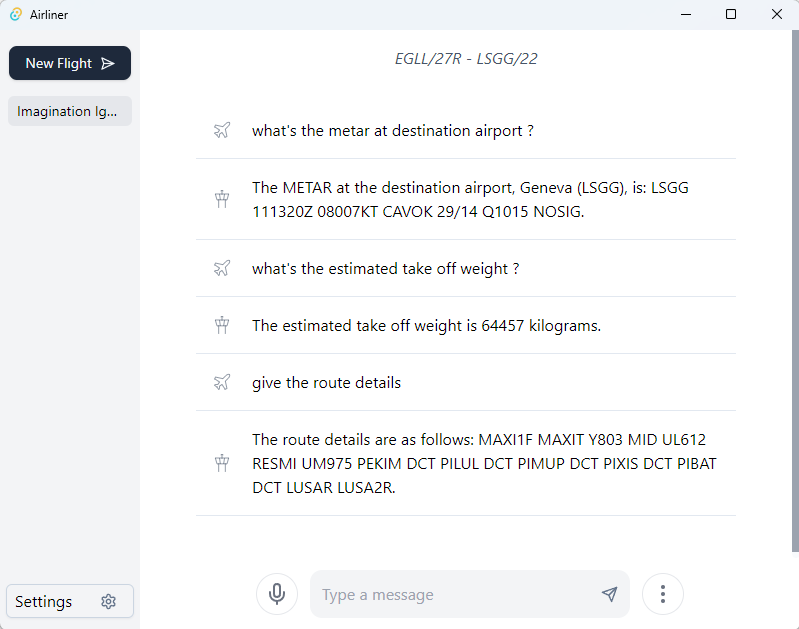 Airliner
New Flight
Imagination Ig...
EGLL/27R - LSGG/22
what's the metar at destination airport ?
The METAR at the destination airport, Geneva (LSGG), is: LSGG
111320Z 08007KT CAVOK 29/14 Q1015 NOSIG.
what's the estimated take off weight ?
The estimated take off weight is 64457 kilograms.
give the route details
The route details are as follows: MAXI1F MAXIT Y803 MID UL612
RESMI UM975 PEKIM DCT PILUL DCT PIMUP DCT PIXIS DCT PIBAT
DCT LUSAR LUSA2R.
Type a message
Settings